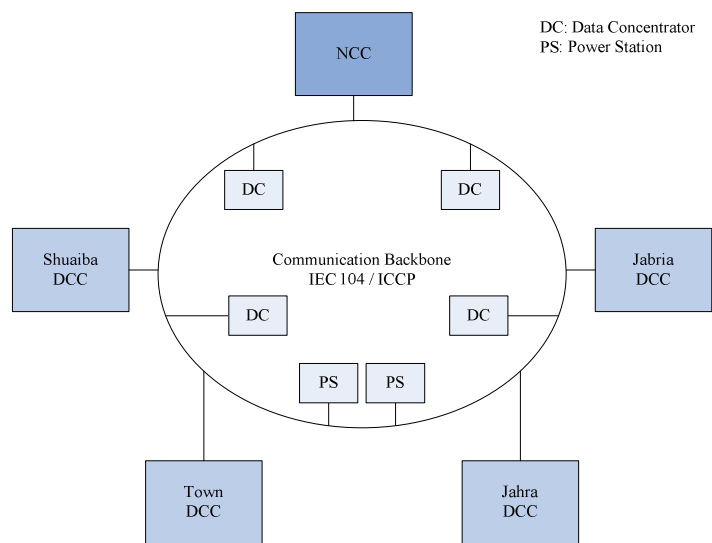 NCC
DC: Data Concentrator
PS: Power Station
DC
DC
Shuaiba
DCC
Communication Backbone
IEC 104 / ICCP
Jabria
DCC
DC
DC
PS
PS
Town
DCC
Jahra
DCC